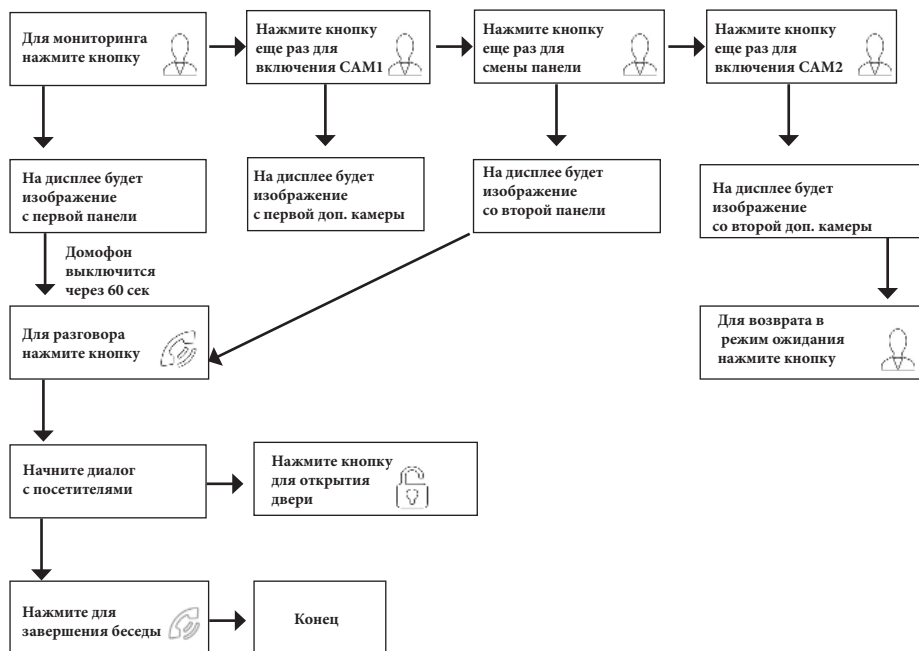 Для мониторинга
нажмите кнопку
Нажмите кнопку
еще раз для
включения CAM1
Нажмите кнопку
еще раз для
смены панели
Нажмите кнопку
еще раз для
включения CAM2
На дисплее будет
изображение
с первой панели
На дисплее будет
изображение
с первой доп. камеры
На дисплее будет
изображение
со второй панели
На дисплее будет
изображение
со второй доп. камеры
Домофон
выключится
через 60 сек
Для разговора
нажмите кнопку
Для возврата в
режим ожидания
нажмите кнопку
Начните диалог
с посетителями
Нажмите кнопку
для открытия
двери
Нажмите для
завершения беседы
Конец